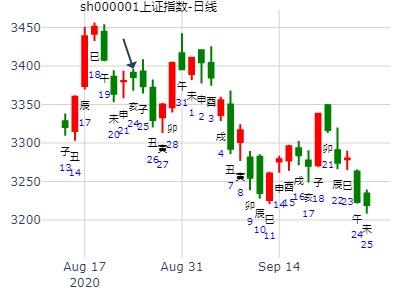 sh000001上证指数-日线
3450
3400
3350
3300
3250
3200
子
13
丑
14
辰
17
巳
18
午
19
未
20
申
21
亥
24
子
25
丑
26
寅
27
卯
28
午
31
未
1
申
2
酉
3
戌
4
丑
7
寅
8
卯
9
辰
10
巳
11
申
14
酉
15
戌
16
亥
17
子
18
卯
21
辰
22
巳
23
午
24
未
25
Aug 17
2020
Aug 31
Sep 14